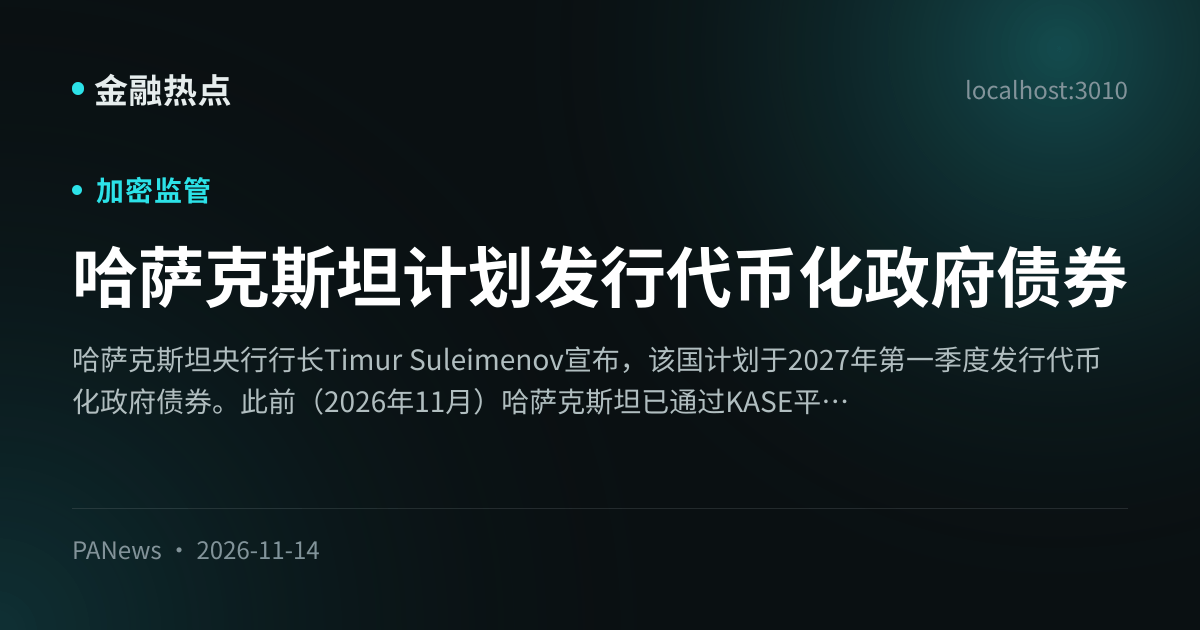 金融热点
localhost:3010
加密监管
哈萨克斯坦计划发行代币化政府债券
哈萨克斯坦央行行长Timur Suleimenov宣布，该国计划于2027年第一季度发行代币
化政府债券。此前（2026年11月）哈萨克斯坦已通过KASE平…
PANews · 2026-11-14